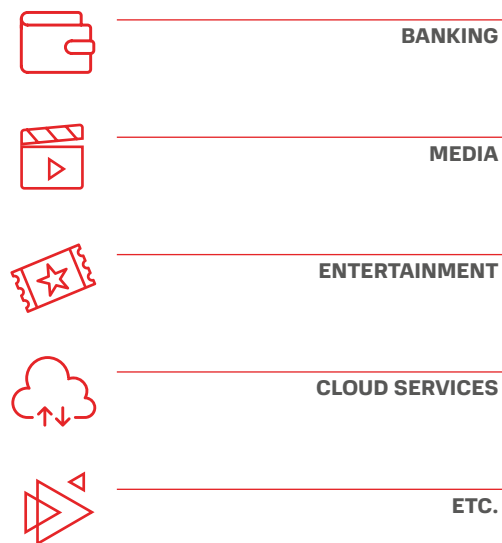 BANKING
MEDIA
ENTERTAINMENT
CLOUD SERVICES
ETC.